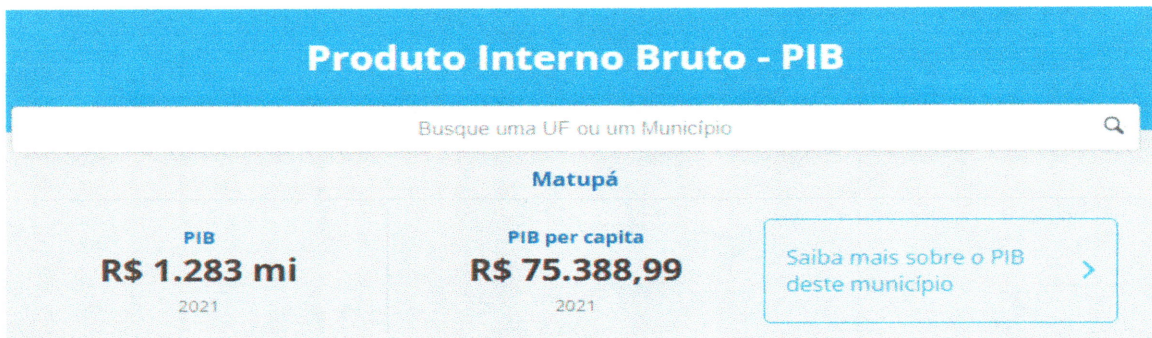 Produto Interno Bruto - PIB
Busque uma UF ou um Município
Matupá
PIB
R$ 1.283 mi
2021
PIB per capita
R$ 75.388,99
2021
Saiba mais sobre o PIB
deste município